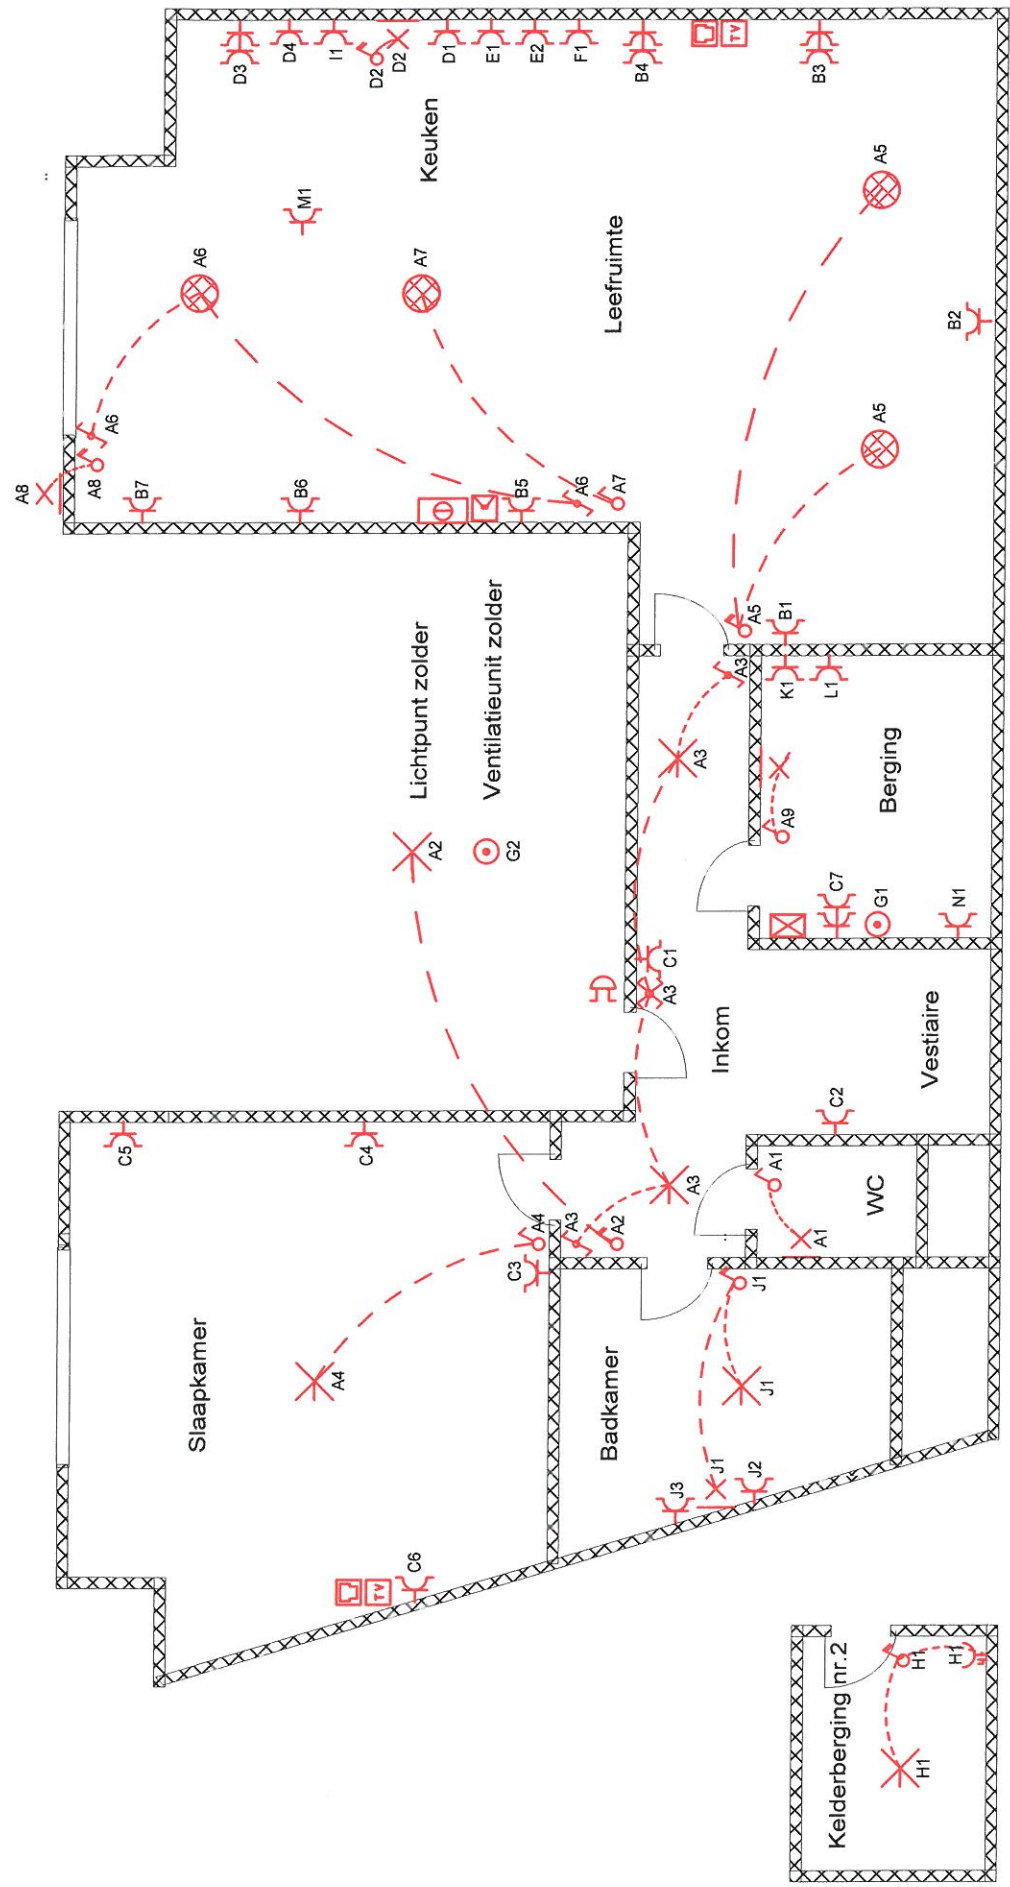 Keuken
D3
D4
I1
D2
D2
D1
E1
E2
F1
B4
TV
B3
M1
A6
A7
A5
Leefruimte
B2
A5
A6
A8
A8
B7
B6
B5
A6
A7
A5
B1
Lichtpunt zolder
A2
Ventilatieunit zolder
G2
A3
A3
K1
L1
Berging
A9
C7
G1
N1
C1
A3
Inkom
Vestiaire
C2
A3
WC
A1
A1
Slaapkamer
C5
C4
A4
C3
A3
A2
A4
TV
C6
Badkamer
J1
J1
J1
J2
J3
Kelderberging nr.2
H1
H1
H1